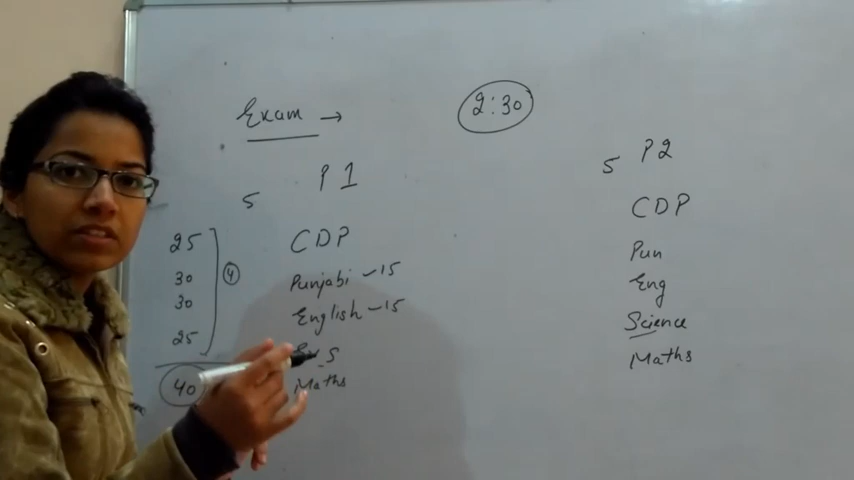 Exam → 2:30
P1
5
CDP
Punjabi - 15
English - 15
EVS
Maths
25
30
30
25
4
40
5 P2
CDP
Pun
Eng
Science
Maths